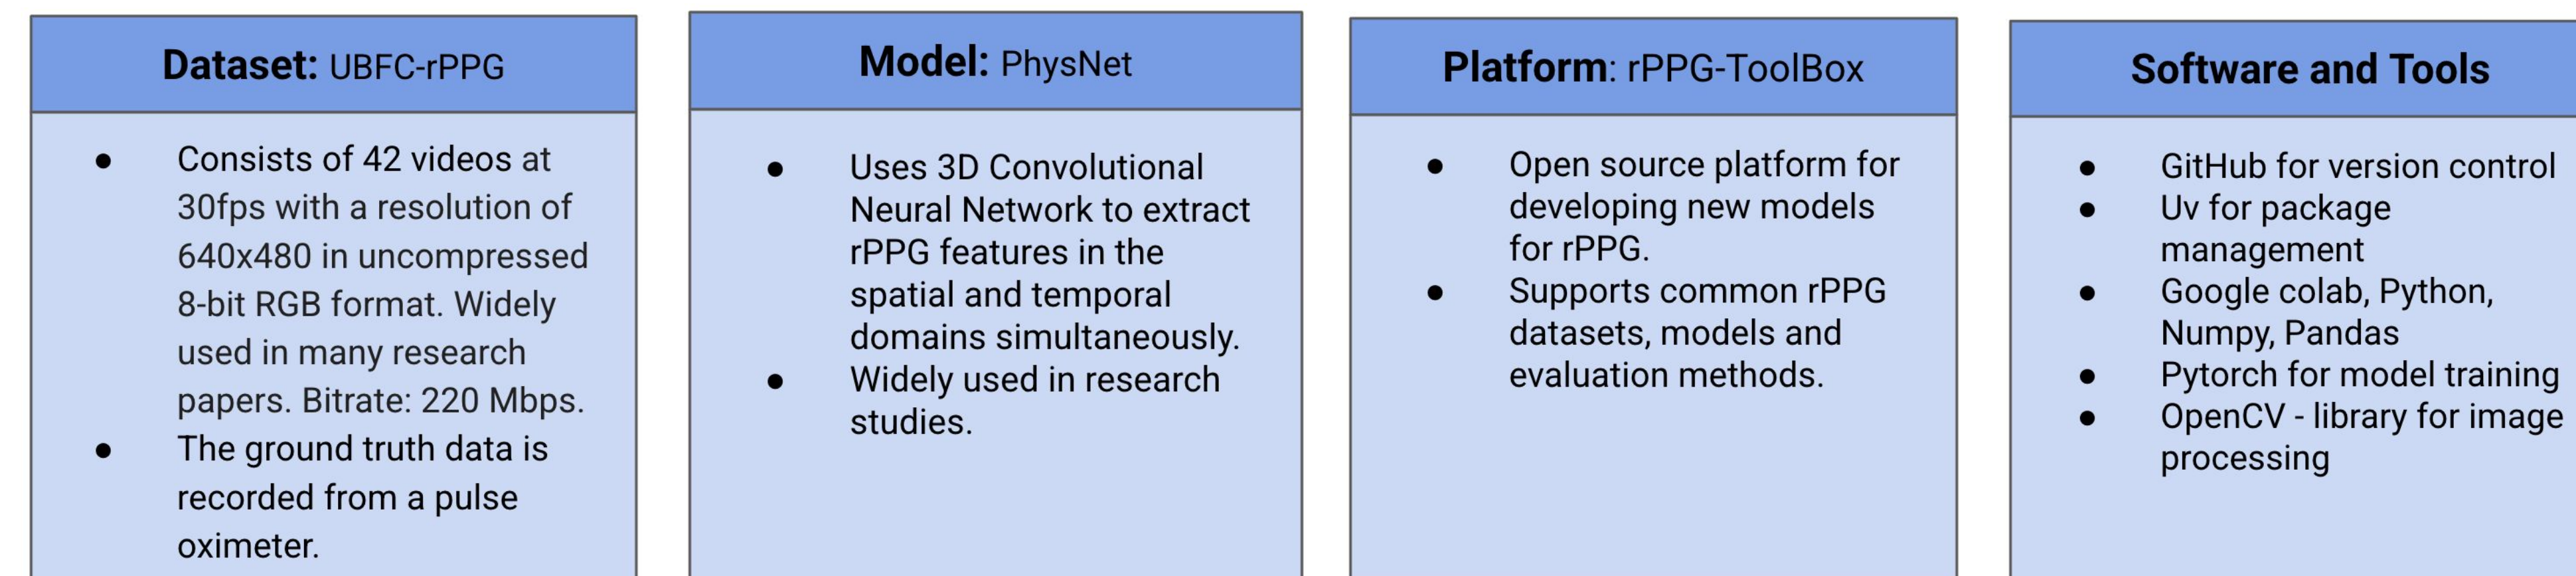 Dataset: UBFC-rPPG
● Consists of 42 videos at
30fps with a resolution of
640x480 in uncompressed
8-bit RGB format. Widely
used in many research
papers. Bitrate: 220 Mbps.
● The ground truth data is
recorded from a pulse
oximeter.
Model: PhysNet
● Uses 3D Convolutional
Neural Network to extract
rPPG features in the
spatial and temporal
domains simultaneously.
● Widely used in research
studies.
Platform: rPPG-ToolBox
● Open source platform for
developing new models
for rPPG.
● Supports common rPPG
datasets, models and
evaluation methods.
Software and Tools
● GitHub for version control
● Uv for package
management
● Google colab, Python,
Numpy, Pandas
● Pytorch for model training
● OpenCV - library for image
processing